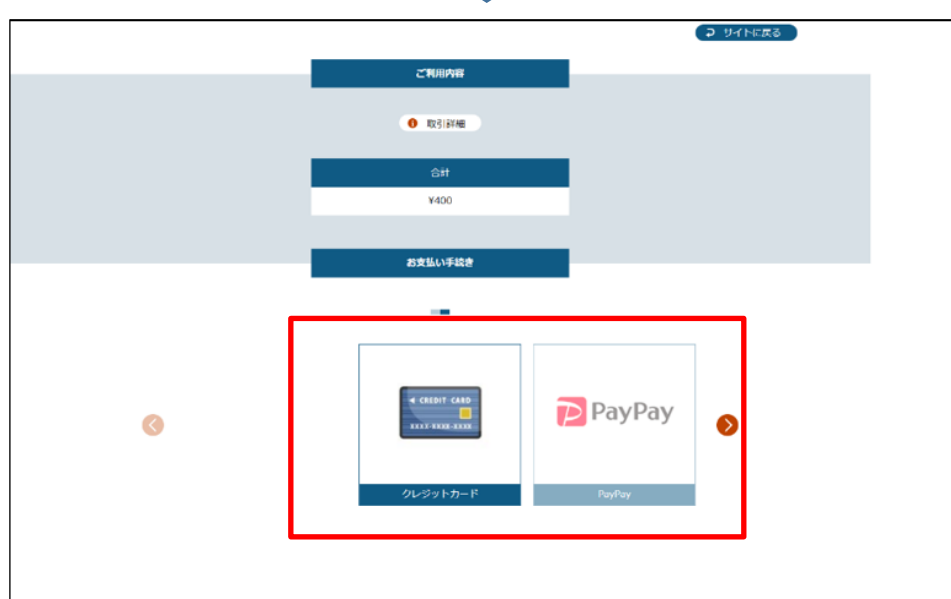 サイトに戻る
ご利用内容
取引詳細
合計
¥400
お支払い手続き
CREDIT CARD
XXXX-XXXX-XXXX
PayPay
クレジットカード
PayPay